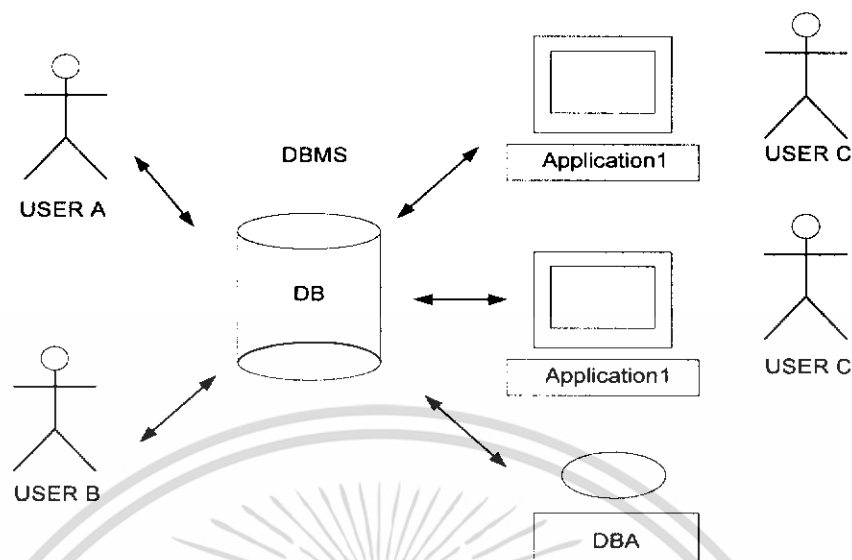 USER A
DBMS
Application1
USER C
DB
Application1
USER C
USER B
DBA